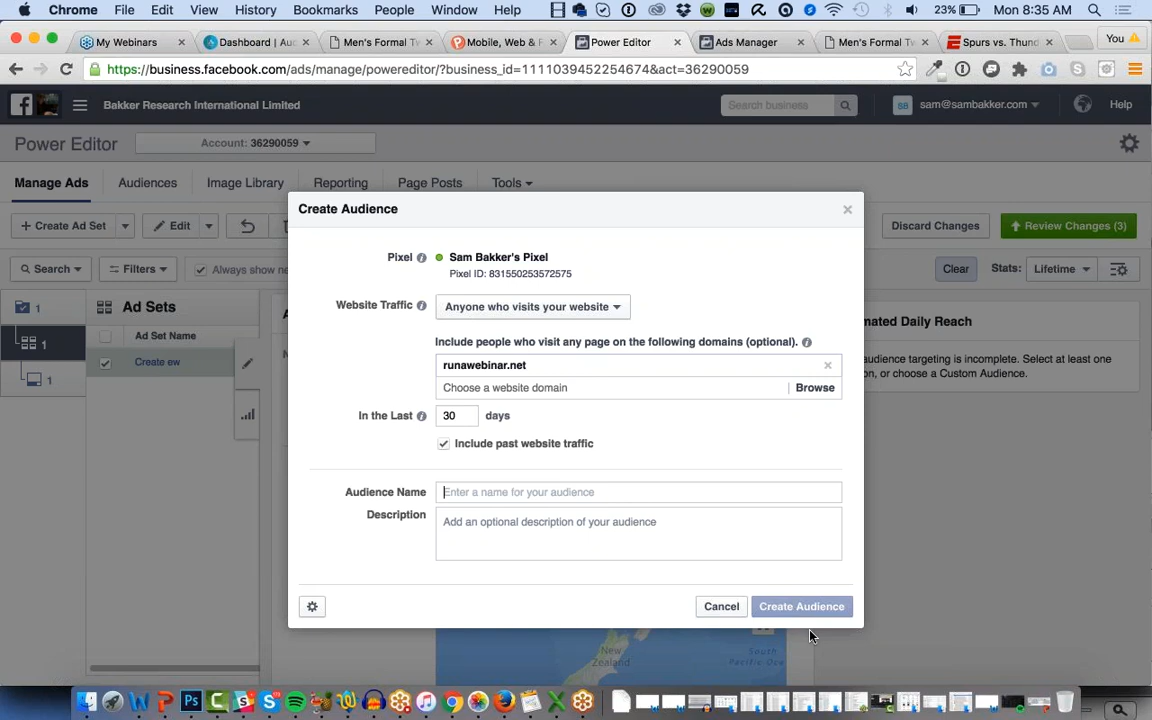 Chrome File Edit View History Bookmarks People Window Help 23% Mon 8:35 AM
My Webinars Dashboard | Au Men's Formal Tw Mobile, Web & F Power Editor Ads Manager Men's Formal Tw Spurs vs. Thund You
https://business.facebook.com/ads/manage/powereditor/?business_id=1111039452254674&act=36290059
Bakker Research International Limited Search business SB sam@sambakker.com Help
Power Editor Account: 36290059
Manage Ads Audiences Image Library Reporting Page Posts Tools
+ Create Ad Set Edit Discard Changes Review Changes (3)
Search Filters Always show ne Clear Stats: Lifetime
1 Ad Sets mated Daily Reach
Ad Set Name
1
Create ew
audience targeting is incomplete. Select at least one
on, or choose a Custom Audience.
1
Create Audience
Pixel Sam Bakker's Pixel
Pixel ID: 831550253572575
Website Traffic Anyone who visits your website
Include people who visit any page on the following domains (optional).
runawebinar.net
Choose a website domain Browse
In the Last 30 days
Include past website traffic
Audience Name Enter a name for your audience
Description Add an optional description of your audience
Cancel Create Audience
New
Zealand
South
Pacific Oce